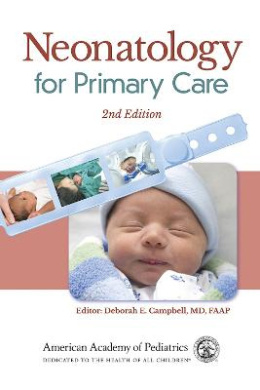 Neonatology
for Primary Care
2nd Edition
Editor: Deborah E. Campbell, MD, FAAP
American Academy of Pediatrics
DEDICATED TO THE HEALTH OF ALL CHILDREN®